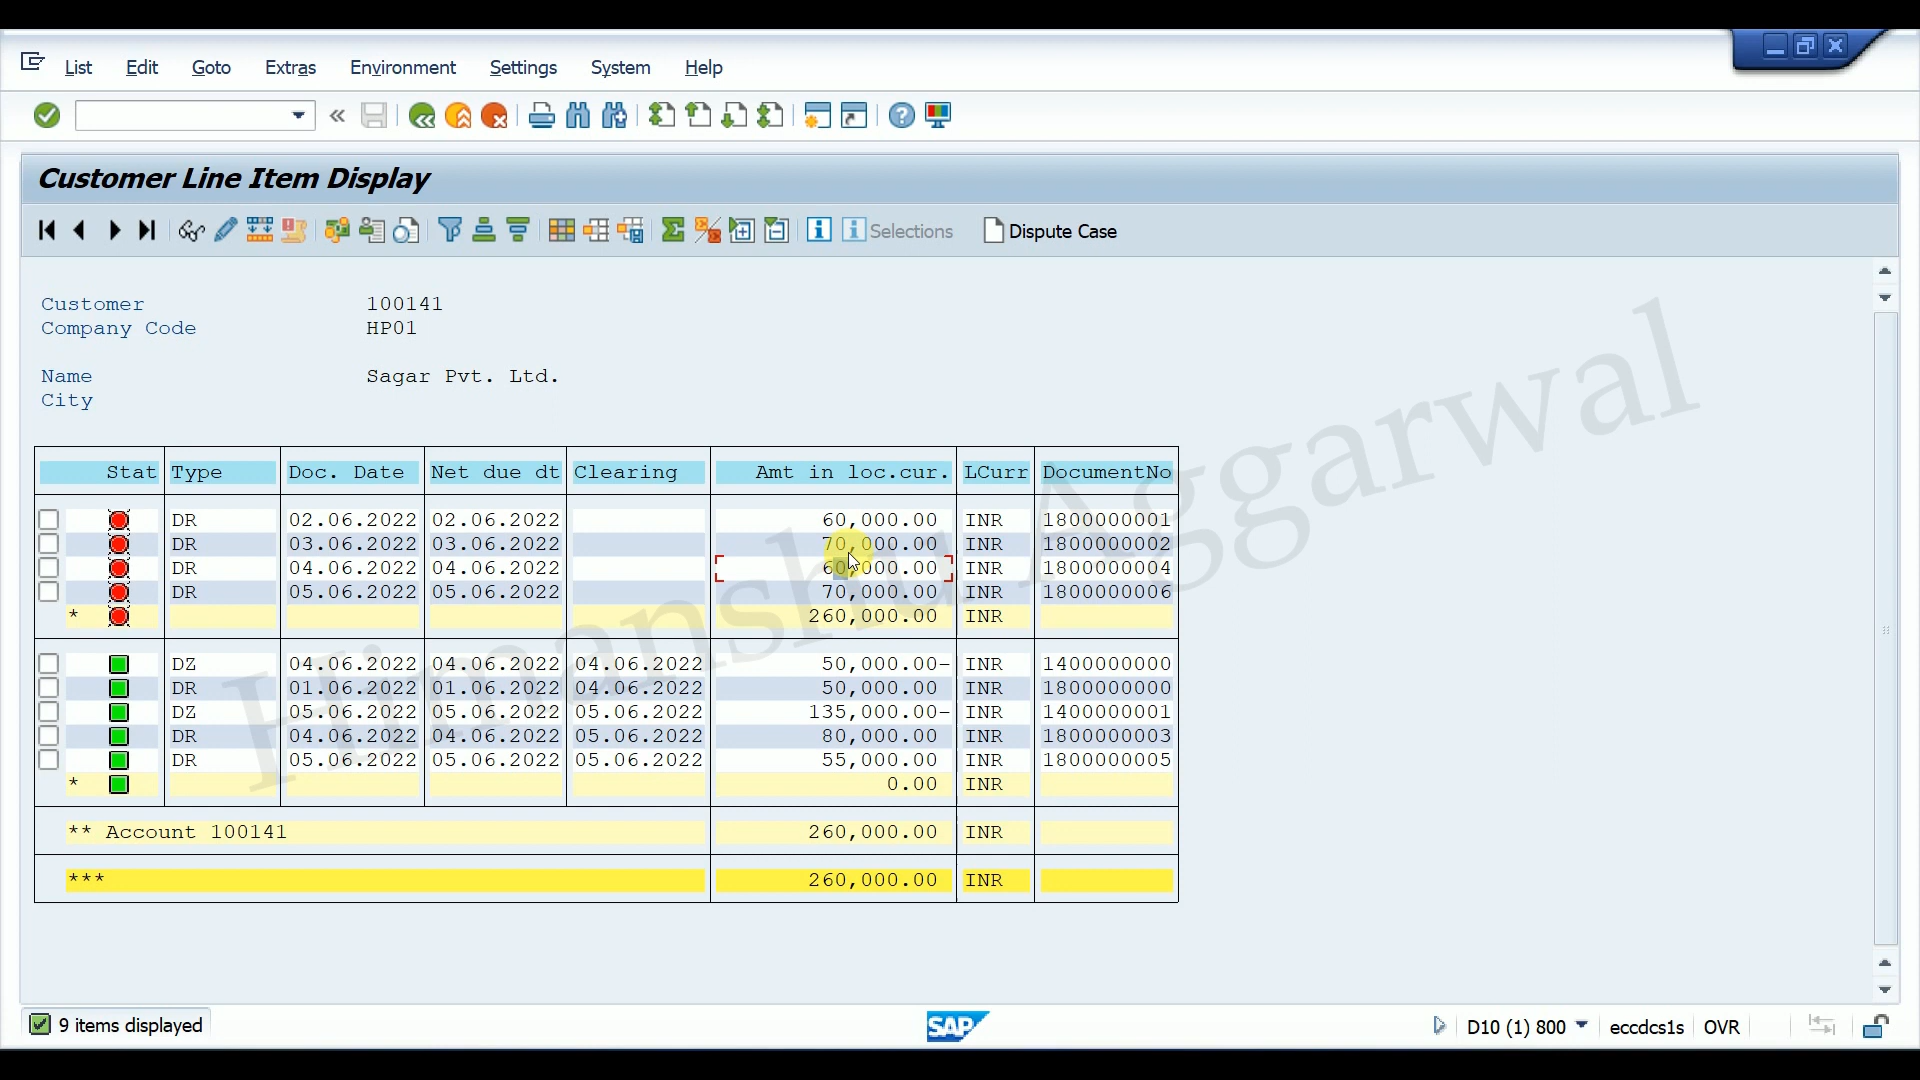 List Edit Goto Extras Environment Settings System Help
Customer Line Item Display
Selections Dispute Case
Customer 100141
Company Code HP01
Name Sagar Pvt. Ltd.
City
Stat Type Doc. Date Net due dt Clearing Amt in loc.cur. LCurr DocumentNo
DR 02.06.2022 02.06.2022 60,000.00 INR 1800000001
DR 03.06.2022 03.06.2022 70,000.00 INR 1800000002
DR 04.06.2022 04.06.2022 60,000.00 INR 1800000004
DR 05.06.2022 05.06.2022 70,000.00 INR 1800000006
* 260,000.00 INR
DZ 04.06.2022 04.06.2022 04.06.2022 50,000.00- INR 1400000000
DR 01.06.2022 01.06.2022 04.06.2022 50,000.00 INR 1800000000
DZ 05.06.2022 05.06.2022 05.06.2022 135,000.00- INR 1400000001
DR 04.06.2022 04.06.2022 05.06.2022 80,000.00 INR 1800000003
DR 05.06.2022 05.06.2022 05.06.2022 55,000.00 INR 1800000005
* 0.00 INR
** Account 100141 260,000.00 INR
*** 260,000.00 INR
Himanshu Aggarwal
9 items displayed SAP D10 (1) 800 eccdcs1s OVR